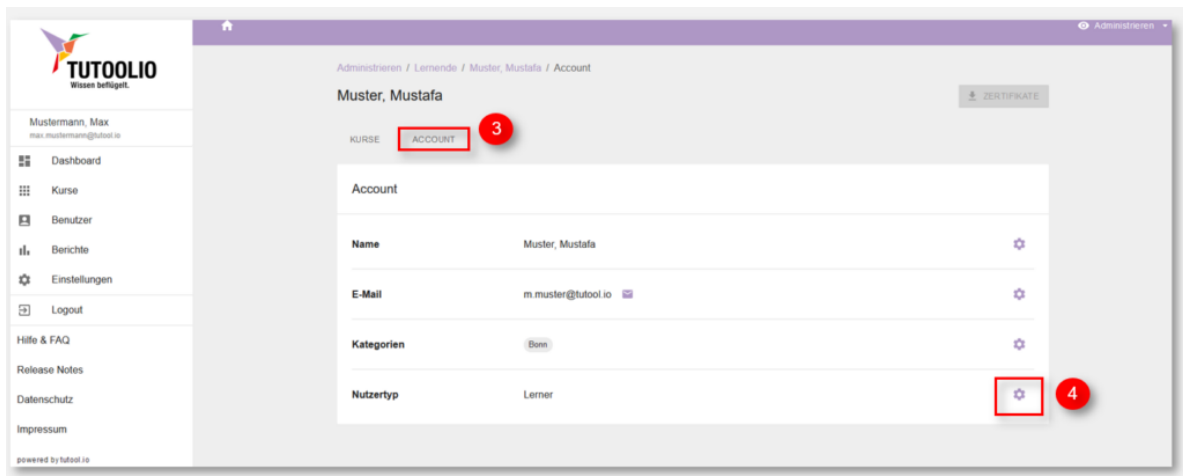 TUTOOLIO
Wissen beflügelt.
Mustermann, Max
max.mustermann@tutool.io
Dashboard
Kurse
Benutzer
Berichte
Einstellungen
Logout
Hilfe & FAQ
Release Notes
Datenschutz
Impressum
powered by tutool.io
Administrieren
Administrieren / Lernende / Muster, Mustafa / Account
Muster, Mustafa
ZERTIFIKATE
KURSE ACCOUNT 3
Account
Name Muster, Mustafa
E-Mail m.muster@tutool.io
Kategorien Bonn
Nutzertyp Lerner 4